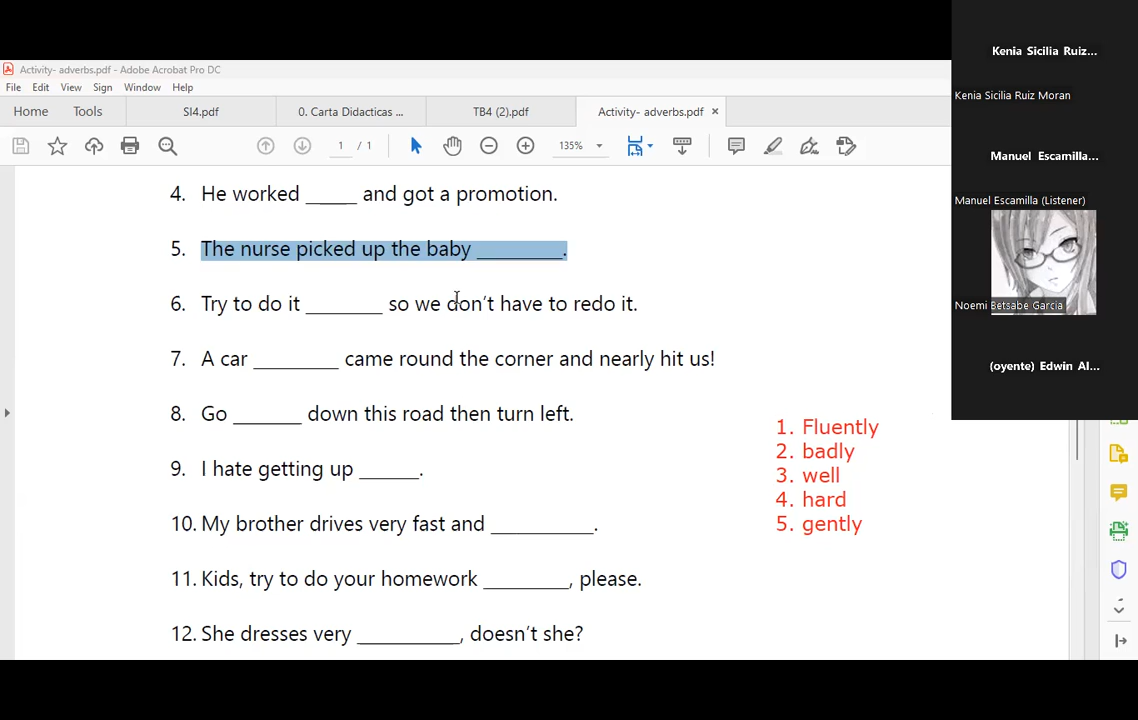 Activity- adverbs.pdf - Adobe Acrobat Pro DC
File Edit View Sign Window Help
Home Tools SI4.pdf 0. Carta Didacticas ... TB4 (2).pdf Activity- adverbs.pdf ×
1 / 1 135%
4. He worked _____ and got a promotion.
5. The nurse picked up the baby _________.
6. Try to do it ________ so we don't have to redo it.
7. A car _________ came round the corner and nearly hit us!
8. Go _______ down this road then turn left.
9. I hate getting up ______.
10. My brother drives very fast and ___________.
11. Kids, try to do your homework _________, please.
12. She dresses very ___________, doesn't she?
1. Fluently
2. badly
3. well
4. hard
5. gently
Kenia Sicilia Ruiz...
Kenia Sicilia Ruiz Moran
Manuel Escamilla...
Manuel Escamilla (Listener)
Noemi Betsabe Garcia
(oyente) Edwin Al...